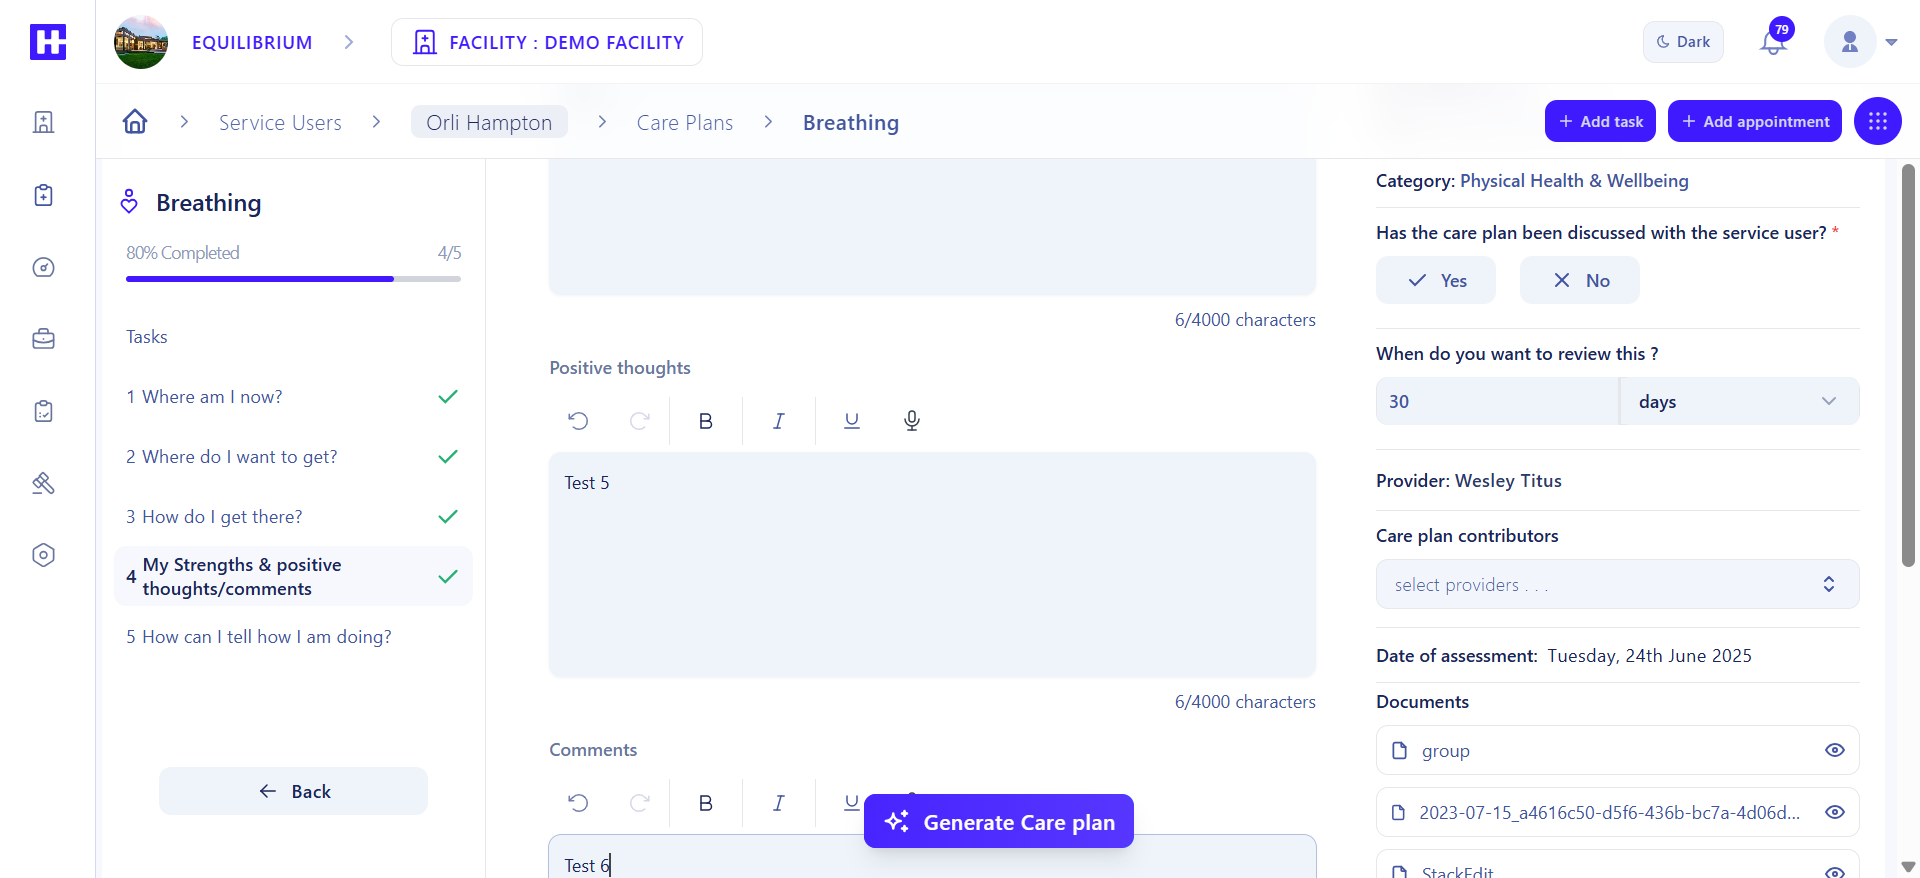 EQUILIBRIUM
FACILITY : DEMO FACILITY
Dark
79
Service Users
Orli Hampton
Care Plans
Breathing
+ Add task
+ Add appointment
Breathing
80% Completed
4/5
Tasks
1 Where am I now?
2 Where do I want to get?
3 How do I get there?
4 My Strengths & positive
thoughts/comments
5 How can I tell how I am doing?
Back
6/4000 characters
Positive thoughts
B
I
U
Test 5
6/4000 characters
Comments
B
I
U
Generate Care plan
Test 6
Category: Physical Health & Wellbeing
Has the care plan been discussed with the service user? *
Yes
No
When do you want to review this ?
30
days
Provider: Wesley Titus
Care plan contributors
select providers . . .
Date of assessment: Tuesday, 24th June 2025
Documents
group
2023-07-15_a4616c50-d5f6-436b-bc7a-4d06d...
StackEdit